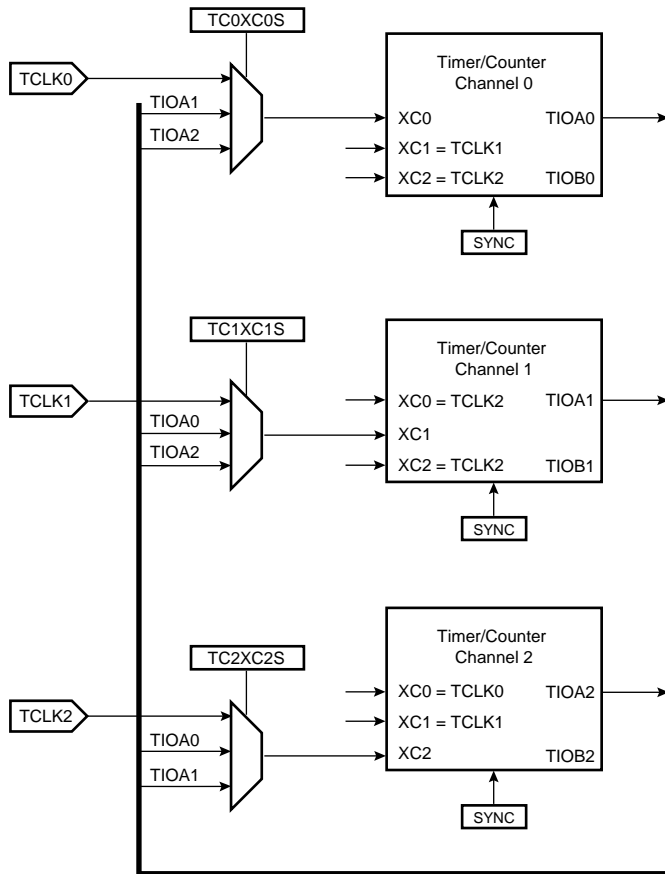 TC0XC0S
TCLK0
TIOA1
TIOA2
Timer/Counter
Channel 0
XC0
TIOA0
XC1 = TCLK1
XC2 = TCLK2
TIOB0
SYNC
TC1XC1S
TCLK1
TIOA0
TIOA2
Timer/Counter
Channel 1
XC0 = TCLK2
TIOA1
XC1
XC2 = TCLK2
TIOB1
SYNC
TC2XC2S
TCLK2
TIOA0
TIOA1
Timer/Counter
Channel 2
XC0 = TCLK0
TIOA2
XC1 = TCLK1
XC2
TIOB2
SYNC